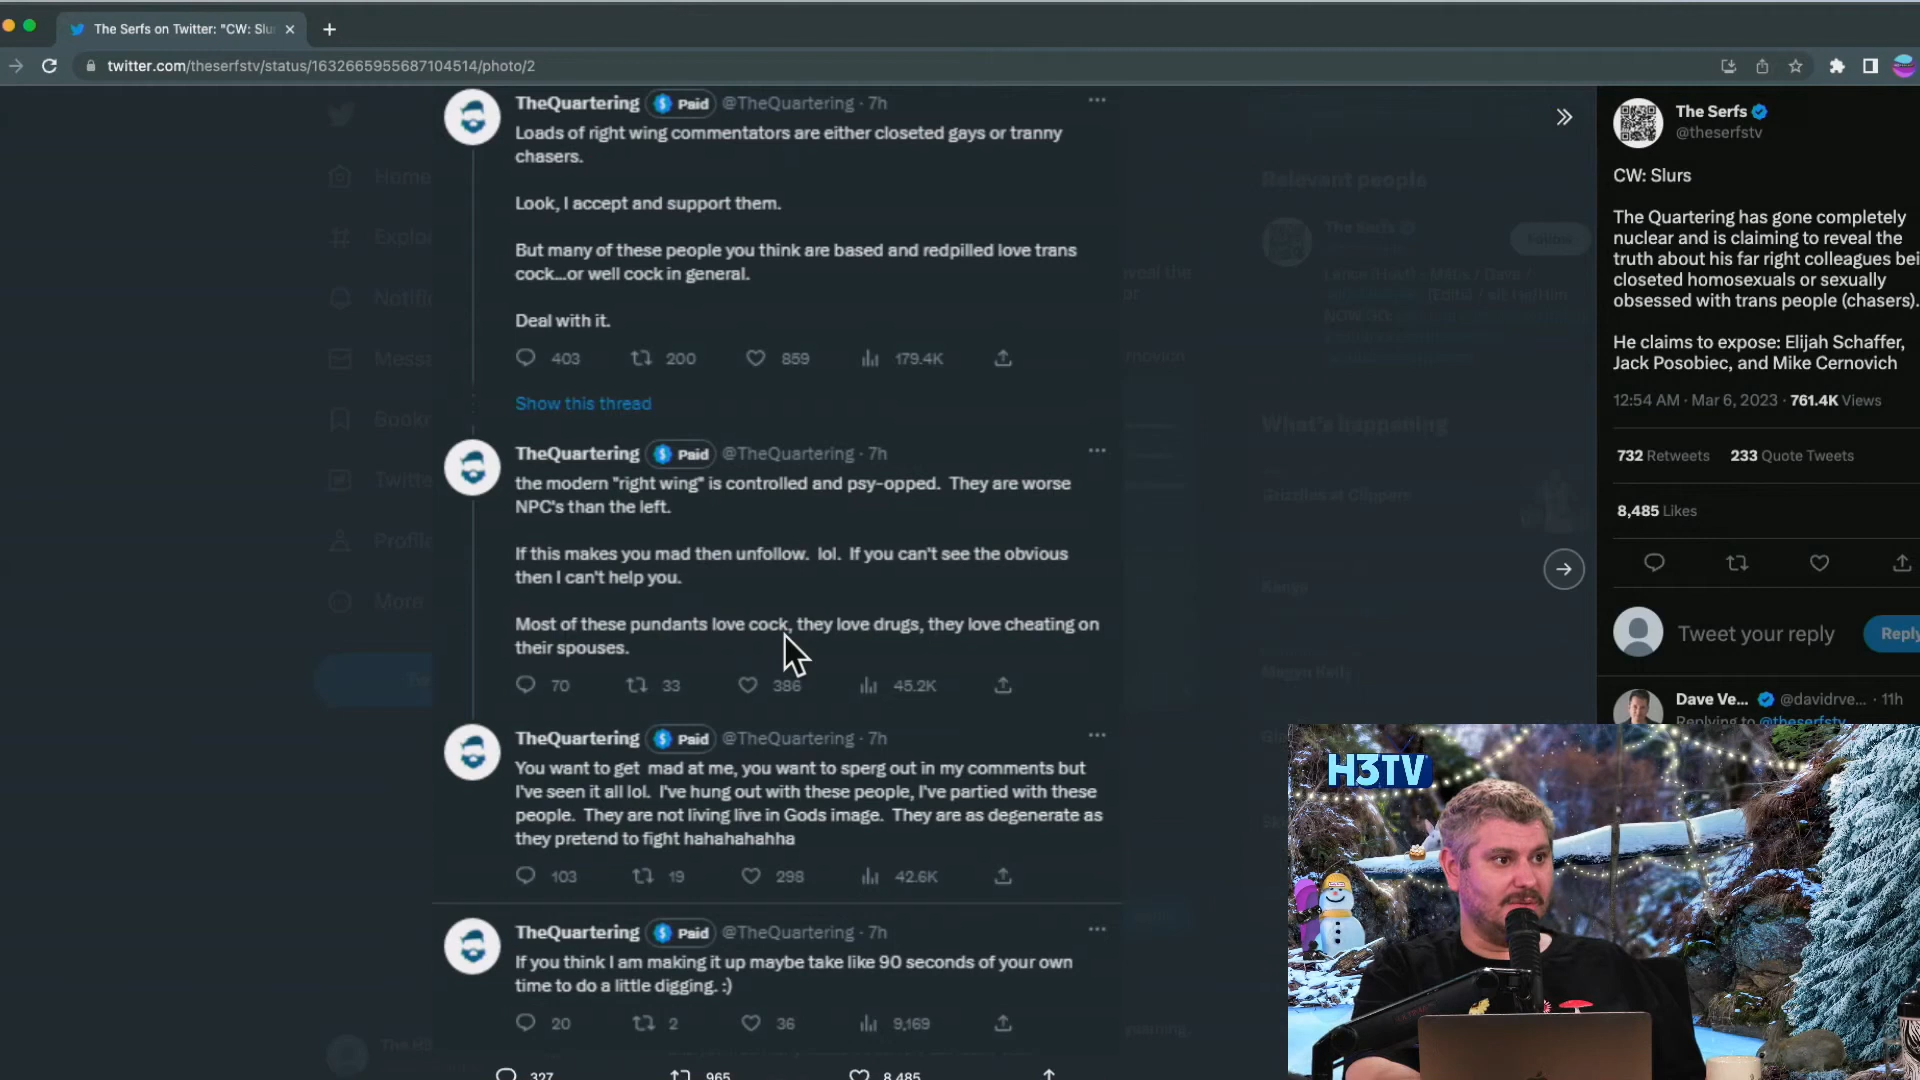 The Serfs on Twitter: "CW: Slu
twitter.com/theserfstv/status/1632665955687104514/photo/2
TheQuartering Paid @TheQuartering · 7h
Loads of right wing commentators are either closeted gays or tranny
chasers.
Look, I accept and support them.
But many of these people you think are based and redpilled love trans
cock...or well cock in general.
Deal with it.
403 200 859 179.4K
Show this thread
TheQuartering Paid @TheQuartering · 7h
the modern "right wing" is controlled and psy-opped. They are worse
NPC's than the left.
If this makes you mad then unfollow. lol. If you can't see the obvious
then I can't help you.
Most of these pundants love cock, they love drugs, they love cheating on
their spouses.
70 33 386 45.2K
TheQuartering Paid @TheQuartering · 7h
You want to get mad at me, you want to sperg out in my comments but
I've seen it all lol. I've hung out with these people, I've partied with these
people. They are not living live in Gods image. They are as degenerate as
they pretend to fight hahahahahha
103 19 298 42.6K
TheQuartering Paid @TheQuartering · 7h
If you think I am making it up maybe take like 90 seconds of your own
time to do a little digging. :)
20 2 36 9,169
327 965 8,485
Home
Explor
Notific
Messa
Bookr
Twitte
Profile
More
Relevant people
The Serfs
Follow
What's happening
Grizzlies at Clippers
Kanye
Megyn Kelly
The Serfs
@theserfstv
CW: Slurs
The Quartering has gone completely
nuclear and is claiming to reveal the
truth about his far right colleagues bei
closeted homosexuals or sexually
obsessed with trans people (chasers).
He claims to expose: Elijah Schaffer,
Jack Posobiec, and Mike Cernovich
12:54 AM · Mar 6, 2023 · 761.4K Views
732 Retweets 233 Quote Tweets
8,485 Likes
Tweet your reply
Reply
Dave Ve... @davidrve... · 11h
Replying to @theserfstv
H3TV